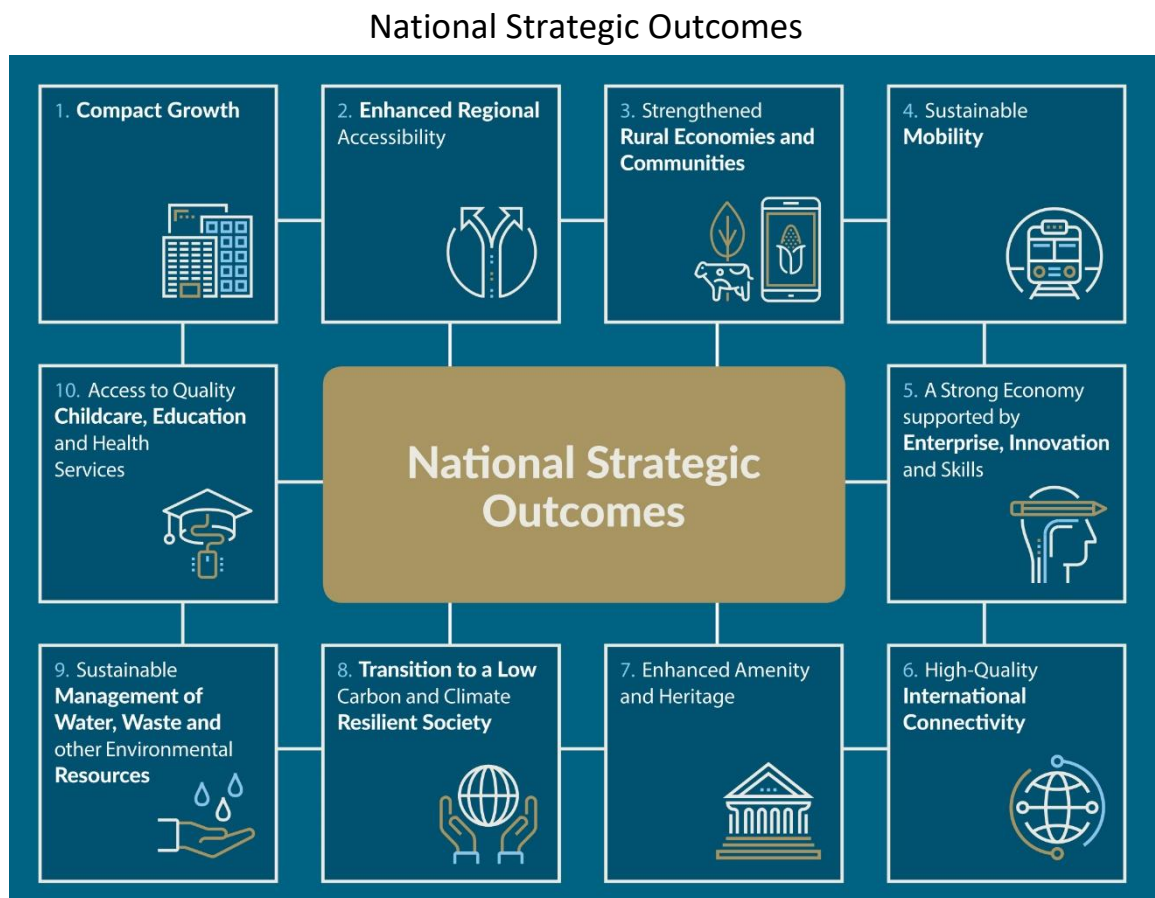 National Strategic Outcomes
1. Compact Growth
2. Enhanced Regional
Accessibility
3. Strengthened
Rural Economies and
Communities
4. Sustainable
Mobility
10. Access to Quality
Childcare, Education
and Health
Services
National Strategic
Outcomes
5. A Strong Economy
supported by
Enterprise, Innovation
and Skills
9. Sustainable
Management of
Water, Waste and
other Environmental
Resources
8. Transition to a Low
Carbon and Climate
Resilient Society
7. Enhanced Amenity
and Heritage
6. High-Quality
International
Connectivity